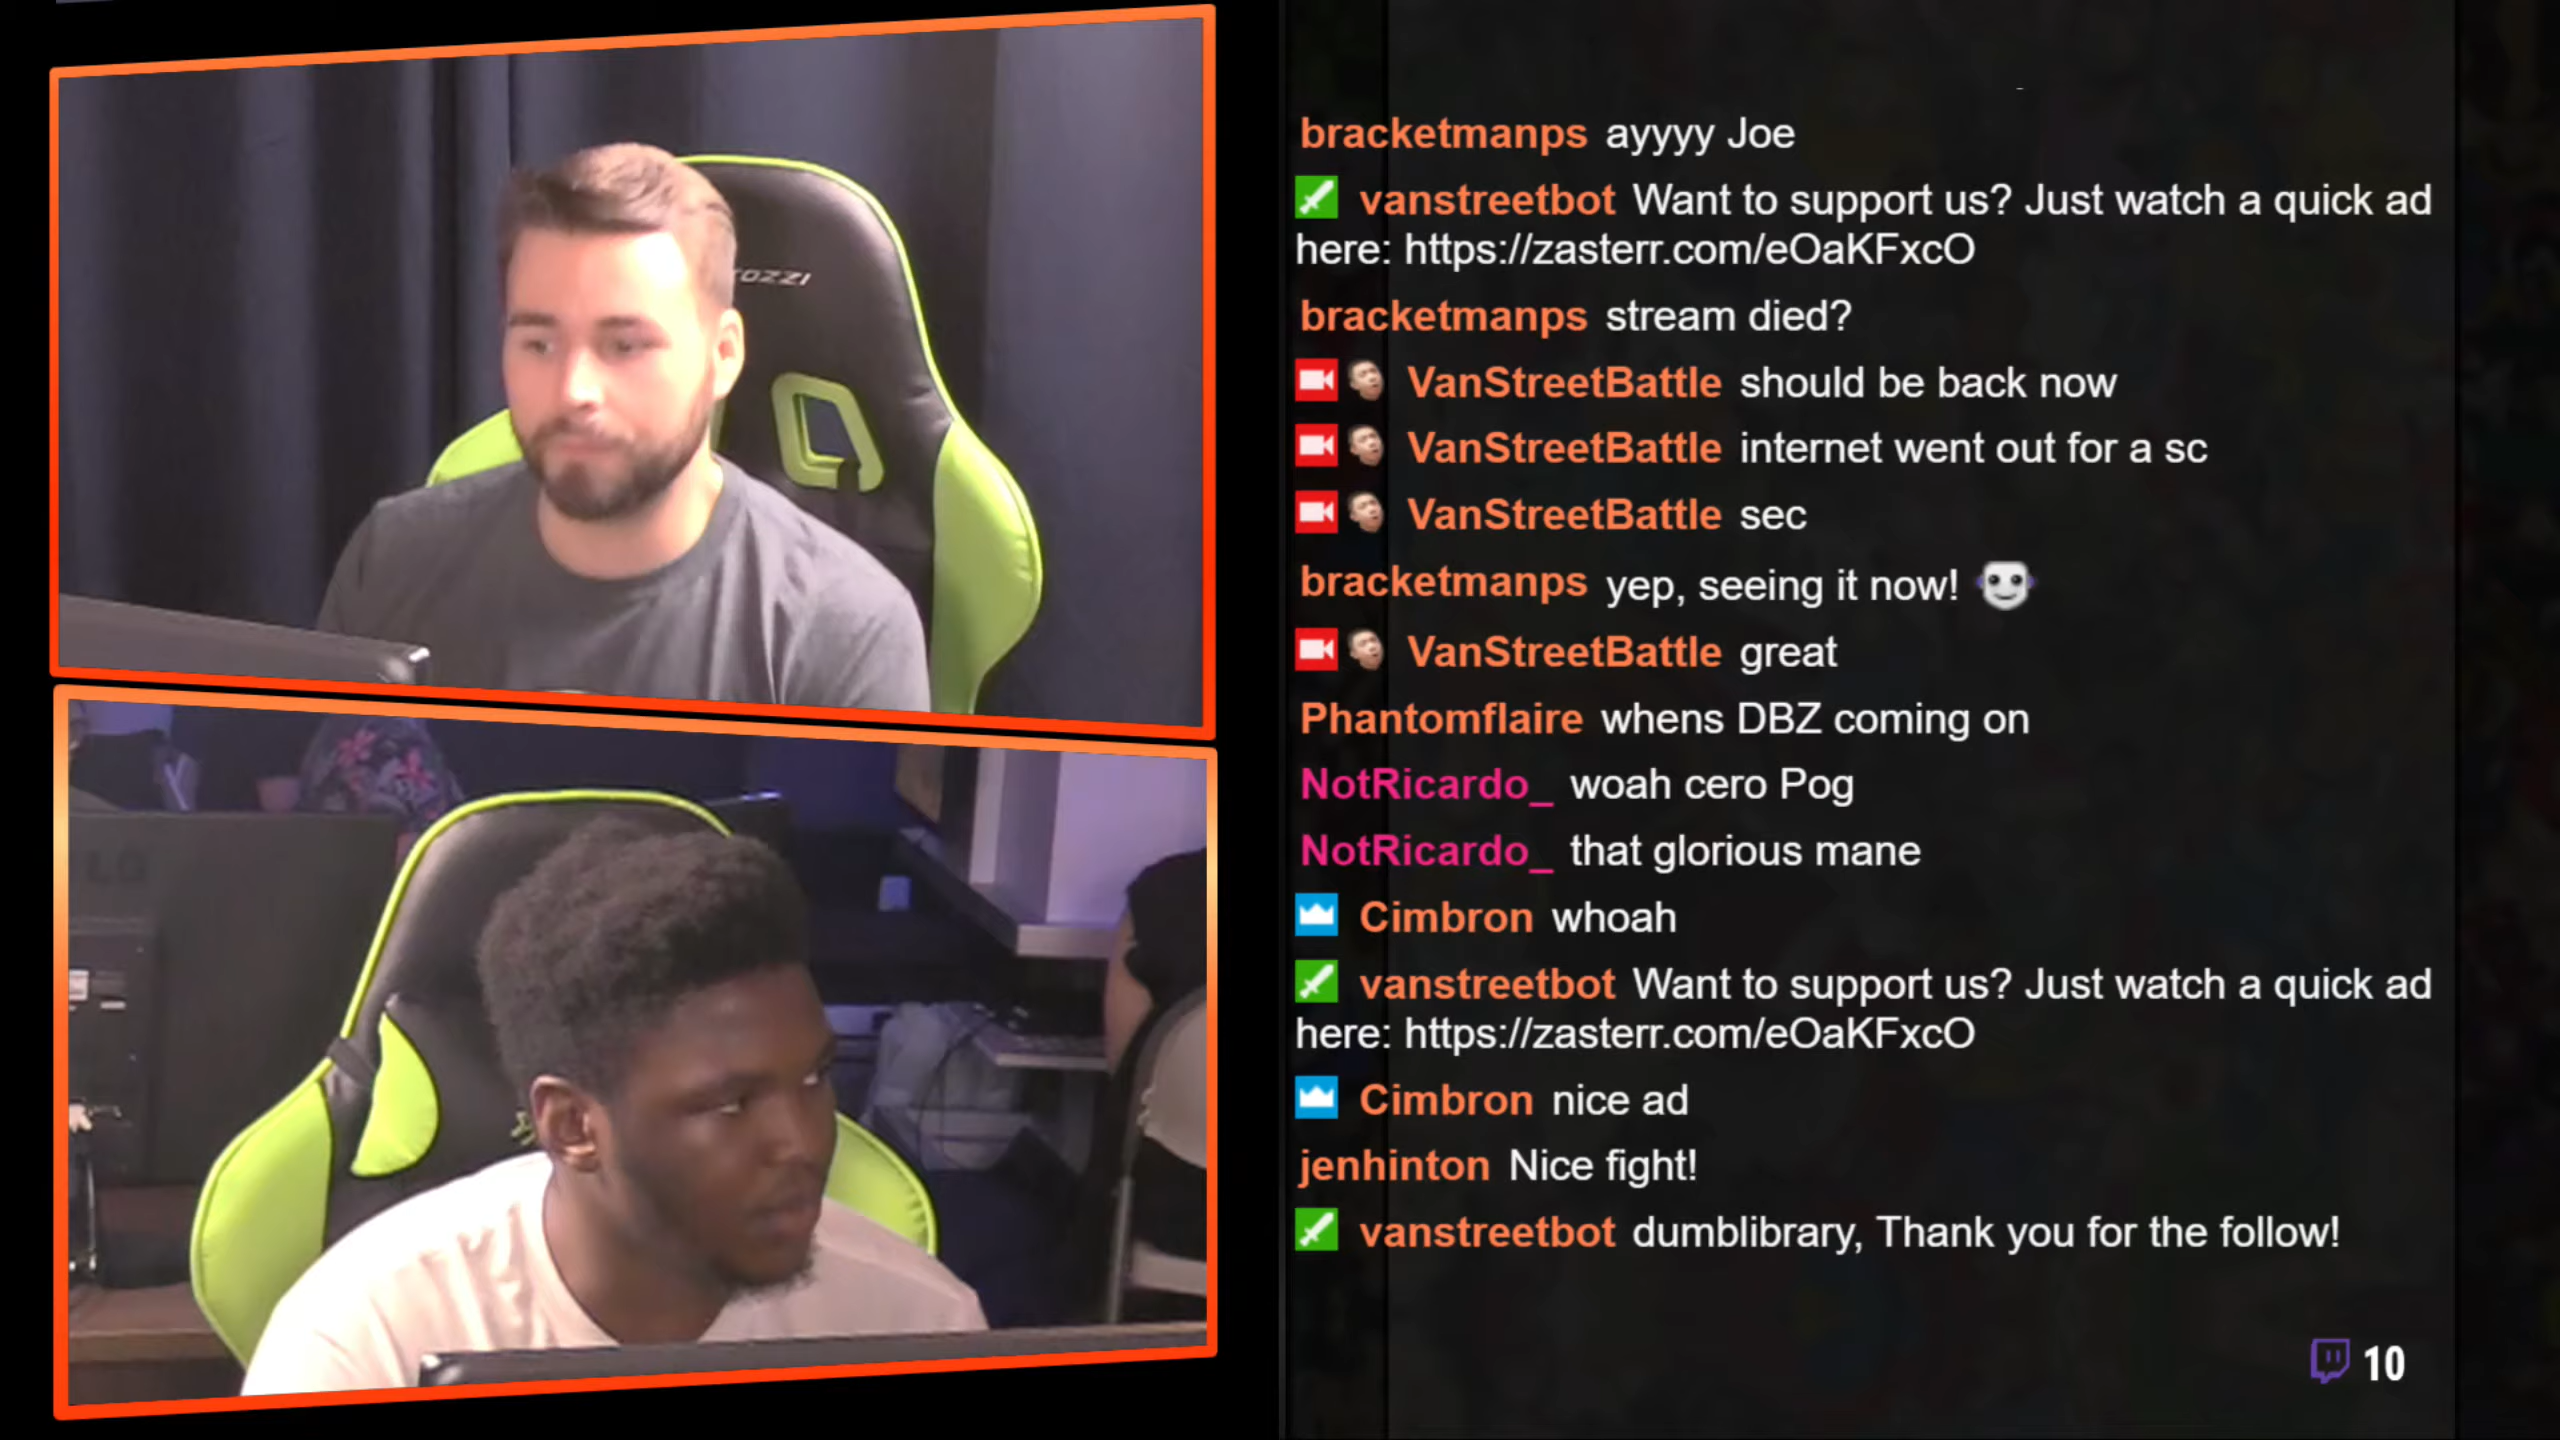 OZZI
LG
bracketmanps ayyyy Joe
vanstreetbot Want to support us? Just watch a quick ad
here: https://zasterr.com/eOaKFxcO
bracketmanps stream died?
VanStreetBattle should be back now
VanStreetBattle internet went out for a sc
VanStreetBattle sec
bracketmanps yep, seeing it now!
VanStreetBattle great
Phantomflaire whens DBZ coming on
NotRicardo_ woah cero Pog
NotRicardo_ that glorious mane
Cimbron whoah
vanstreetbot Want to support us? Just watch a quick ad
here: https://zasterr.com/eOaKFxcO
Cimbron nice ad
jenhinton Nice fight!
vanstreetbot dumblibrary, Thank you for the follow!
10